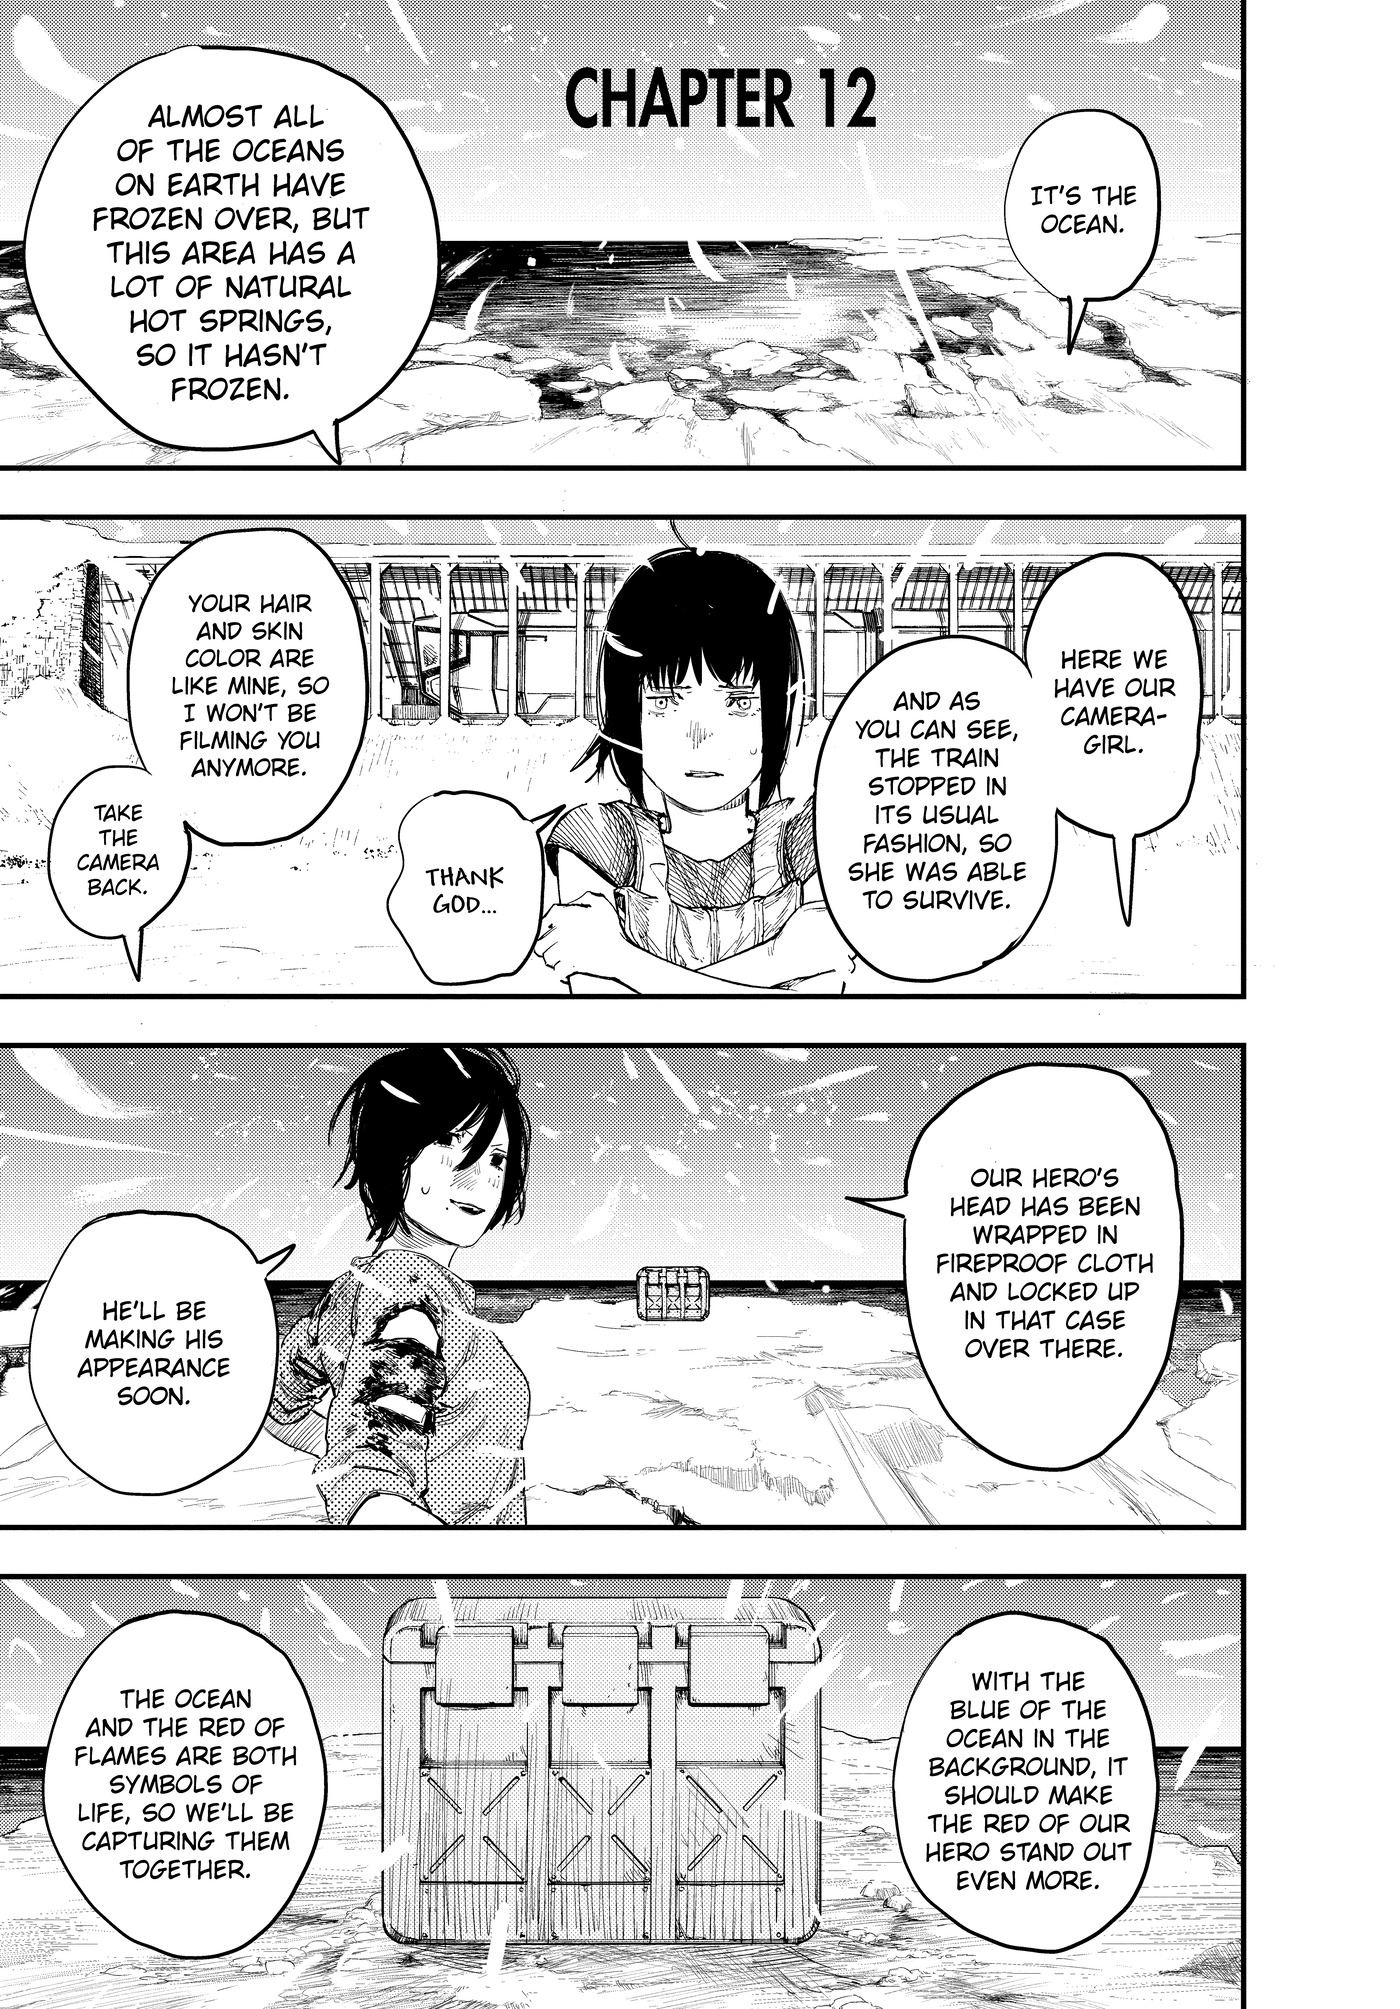 CHAPTER 12
IT'S THE
OCEAN.
ALMOST ALL
OF THE OCEANS
ON EARTH HAVE
FROZEN OVER, BUT
THIS AREA HAS A
LOT OF NATURAL
HOT SPRINGS,
SO IT HASN'T
FROZEN.
HERE WE
HAVE OUR
CAMERA-
GIRL.
AND AS
YOU CAN SEE,
THE TRAIN
STOPPED IN
ITS USUAL
FASHION, SO
SHE WAS ABLE
TO SURVIVE.
THANK
GOD...
YOUR HAIR
AND SKIN
COLOR ARE
LIKE MINE, SO
I WON'T BE
FILMING YOU
ANYMORE.
TAKE
THE
CAMERA
BACK.
OUR HERO'S
HEAD HAS BEEN
WRAPPED IN
FIREPROOF CLOTH
AND LOCKED UP
IN THAT CASE
OVER THERE.
HE'LL BE
MAKING HIS
APPEARANCE
SOON.
WITH THE
BLUE OF THE
OCEAN IN THE
BACKGROUND, IT
SHOULD MAKE
THE RED OF OUR
HERO STAND OUT
EVEN MORE.
THE OCEAN
AND THE RED OF
FLAMES ARE BOTH
SYMBOLS OF
LIFE, SO WE'LL BE
CAPTURING THEM
TOGETHER.